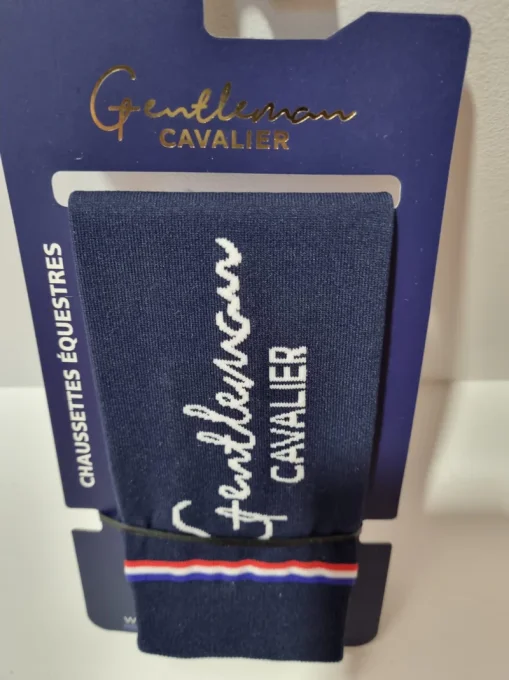 Gentleman
CAVALIER
CHAUSSETTES ÉQUESTRES
Gentleman
CAVALIER